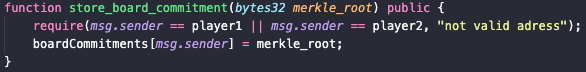 function store_board_commitment(bytes32 merkle_root) public {
    require(msg.sender == player1 || msg.sender == player2, "not valid adress");
    boardCommitments[msg.sender] = merkle_root;
}